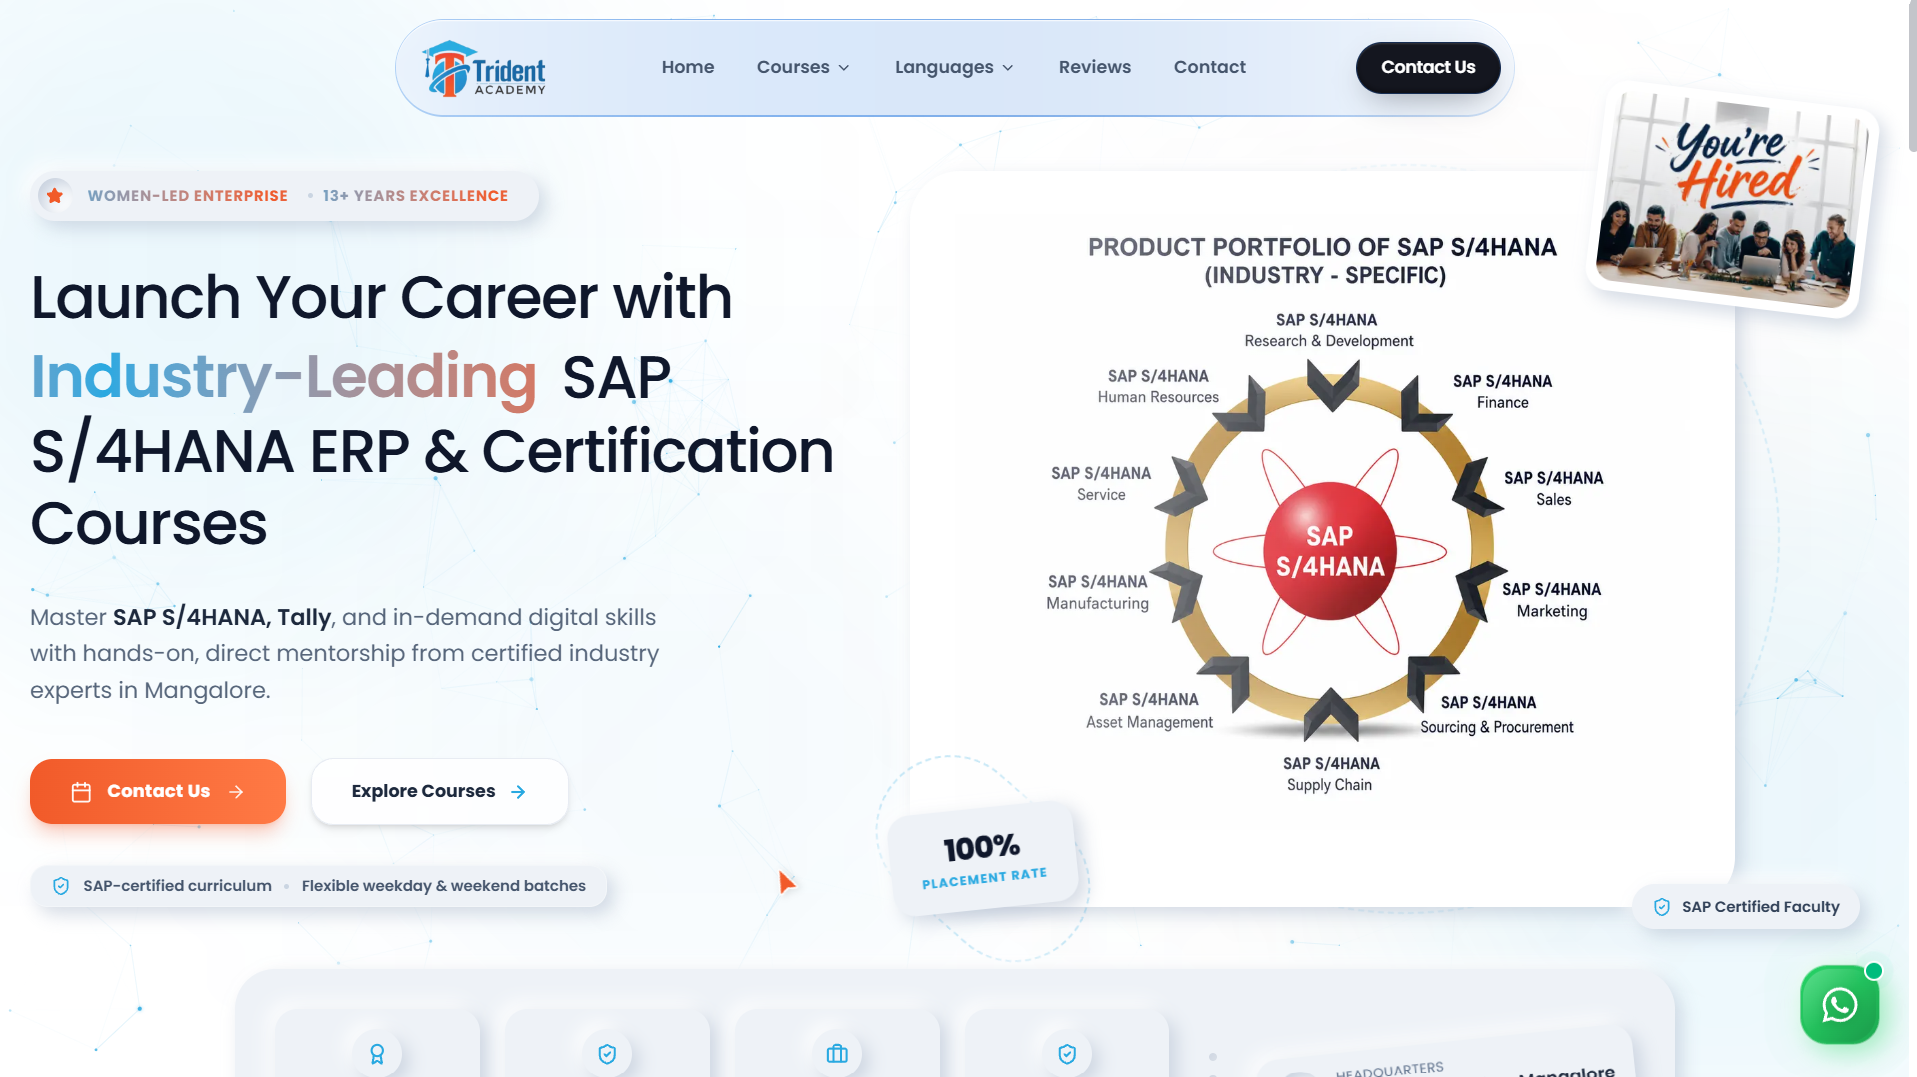 Trident
ACADEMY
Home
Courses
Languages
Reviews
Contact
Contact Us
You're
Hired
WOMEN-LED ENTERPRISE • 13+ YEARS EXCELLENCE
Launch Your Career with
Industry-Leading SAP
S/4HANA ERP & Certification
Courses
Master SAP S/4HANA, Tally, and in-demand digital skills
with hands-on, direct mentorship from certified industry
experts in Mangalore.
Contact Us
Explore Courses
SAP-certified curriculum • Flexible weekday & weekend batches
PRODUCT PORTFOLIO OF SAP S/4HANA
(INDUSTRY - SPECIFIC)
SAP S/4HANA
Research & Development
SAP S/4HANA
Finance
SAP S/4HANA
Sales
SAP S/4HANA
Marketing
SAP S/4HANA
Sourcing & Procurement
SAP S/4HANA
Supply Chain
SAP S/4HANA
Asset Management
SAP S/4HANA
Manufacturing
SAP S/4HANA
Service
SAP S/4HANA
Human Resources
SAP
S/4HANA
100%
PLACEMENT RATE
SAP Certified Faculty
HEADQUARTERS
Mangalore